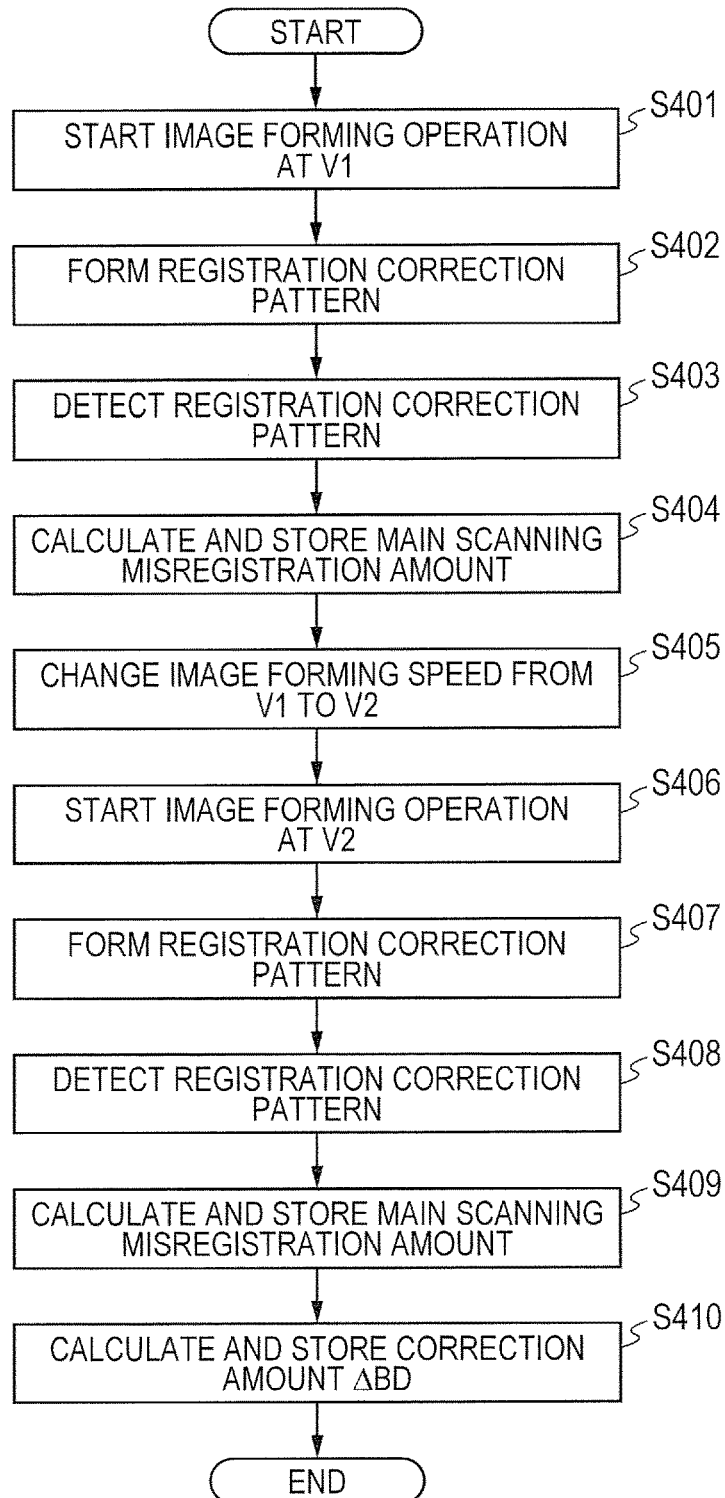 START
S401
START IMAGE FORMING OPERATION
AT V1
S402
FORM REGISTRATION CORRECTION
PATTERN
S403
DETECT REGISTRATION CORRECTION
PATTERN
S404
CALCULATE AND STORE MAIN SCANNING
MISREGISTRATION AMOUNT
S405
CHANGE IMAGE FORMING SPEED FROM
V1 TO V2
S406
START IMAGE FORMING OPERATION
AT V2
S407
FORM REGISTRATION CORRECTION
PATTERN
S408
DETECT REGISTRATION CORRECTION
PATTERN
S409
CALCULATE AND STORE MAIN SCANNING
MISREGISTRATION AMOUNT
S410
CALCULATE AND STORE CORRECTION
AMOUNT ΔBD
END